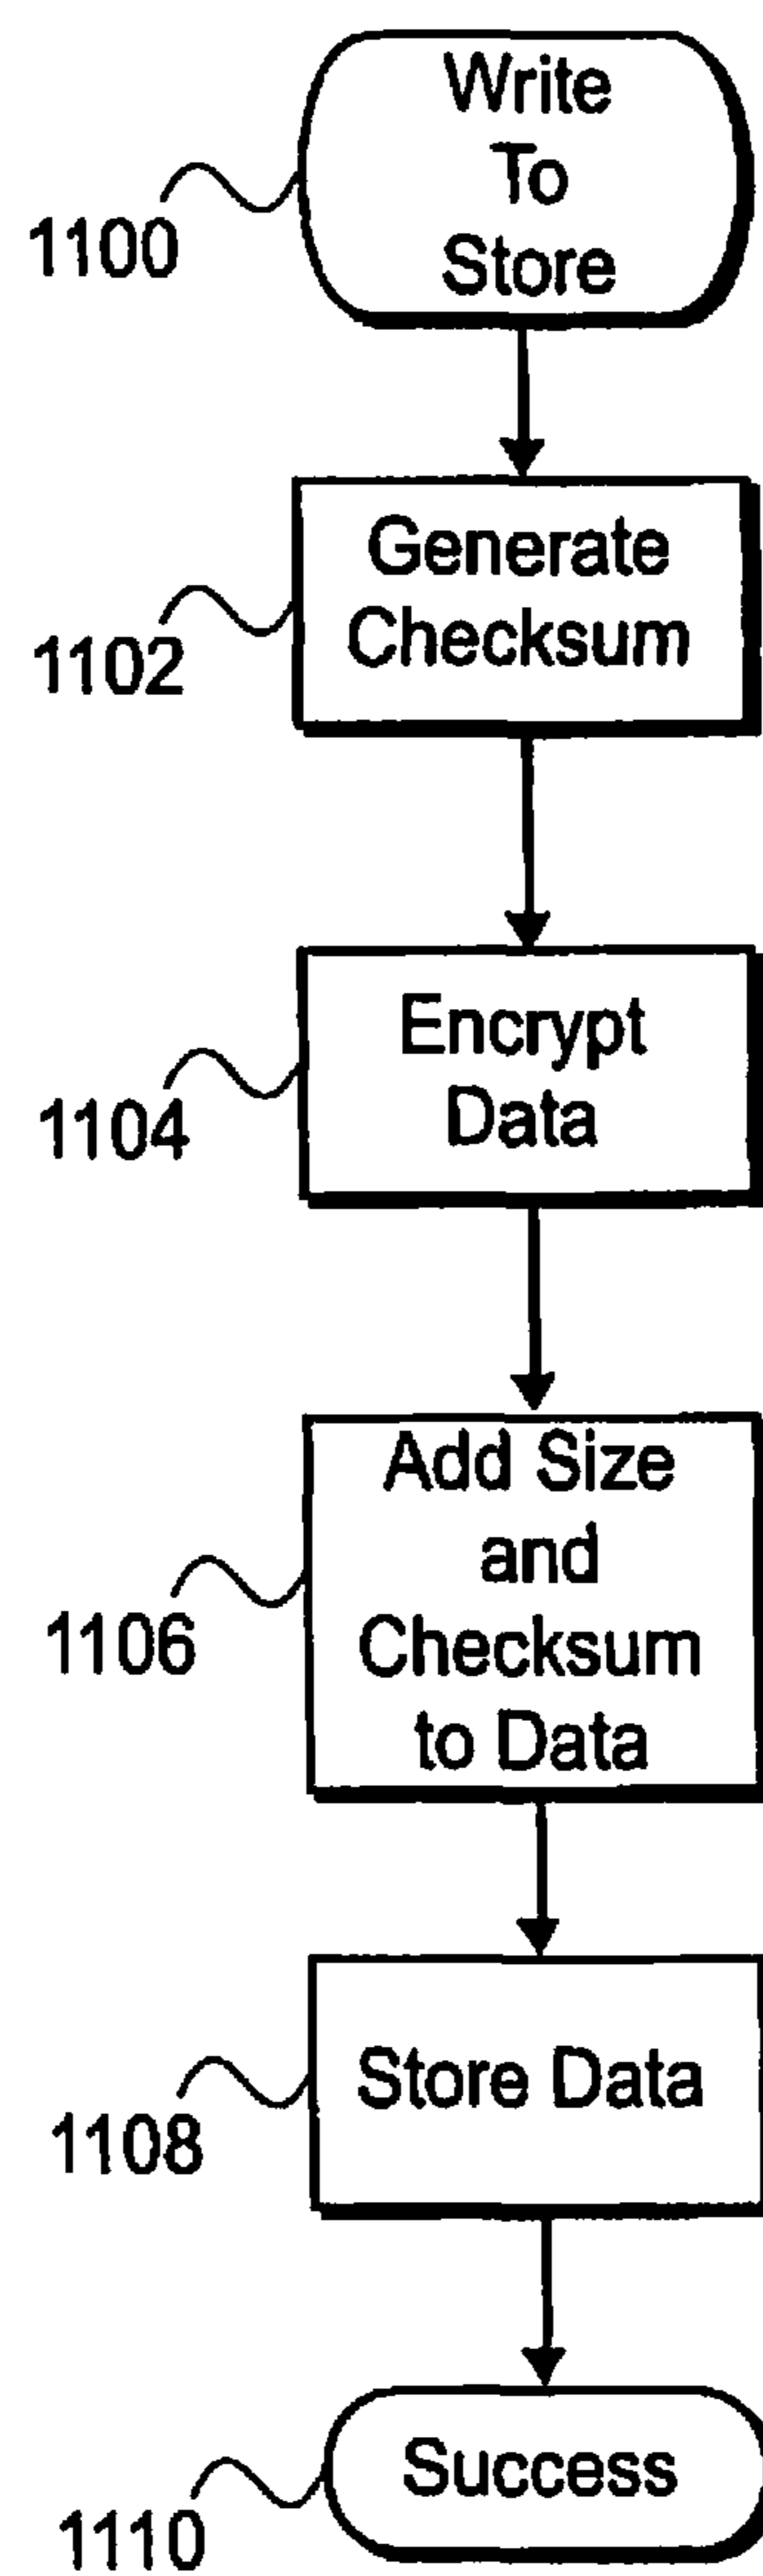 Write
To
Store
1100
Generate
Checksum
1102
Encrypt
Data
1104
Add Size
and
Checksum
to Data
1106
Store Data
1108
Success
1110